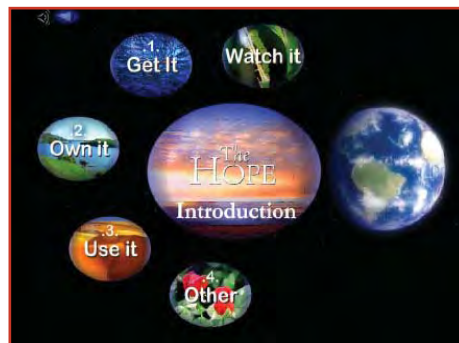 .1.
Get It
Watch it
2.
Own it
The
HOPE
Introduction
.3.
Use it
.4.
Other